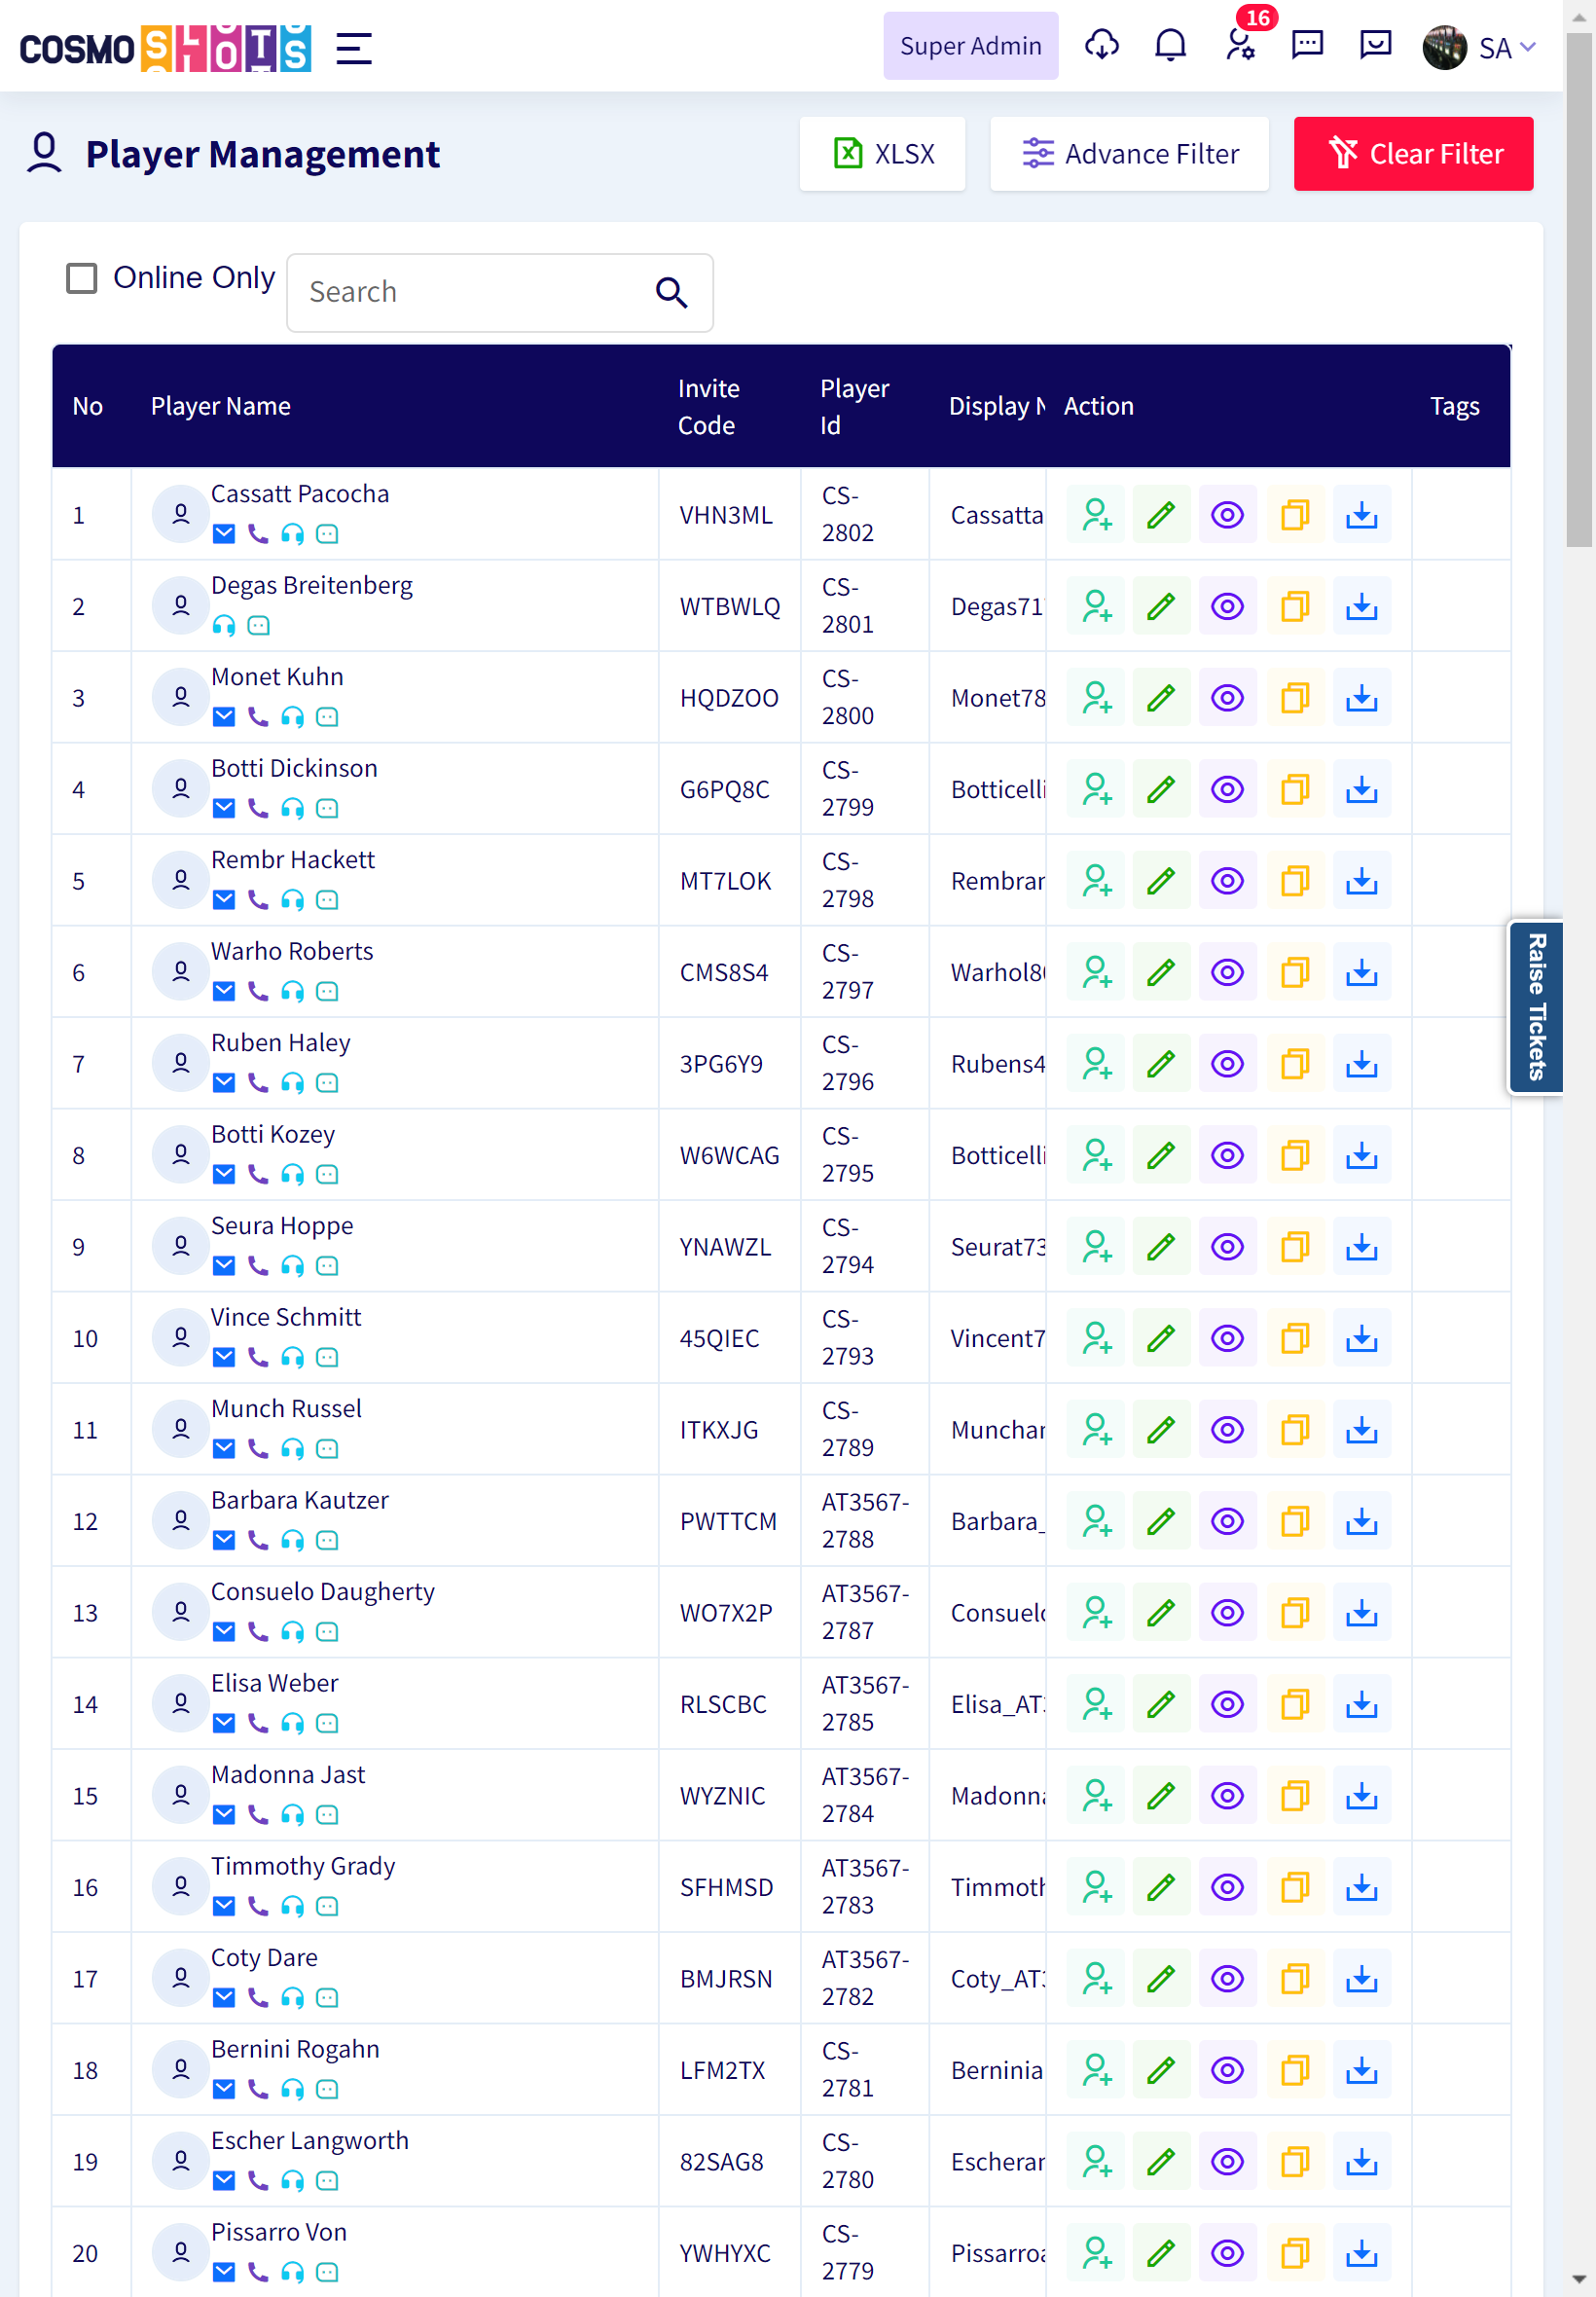 COSMO SLOTS
Super Admin
16
SA
Player Management
XLSX
Advance Filter
Clear Filter
Online Only
Search
No Player Name Invite Code Player Id Display N Action Tags
1 Cassatt Pacocha VHN3ML CS-2802 Cassatta
2 Degas Breitenberg WTBWLQ CS-2801 Degas71
3 Monet Kuhn HQDZOO CS-2800 Monet78
4 Botti Dickinson G6PQ8C CS-2799 Botticelli
5 Rembr Hackett MT7LOK CS-2798 Rembrar
6 Warho Roberts CMS8S4 CS-2797 Warhol8
7 Ruben Haley 3PG6Y9 CS-2796 Rubens4
8 Botti Kozey W6WCAG CS-2795 Botticelli
9 Seura Hoppe YNAWZL CS-2794 Seurat73
10 Vince Schmitt 45QIEC CS-2793 Vincent7
11 Munch Russel ITKXJG CS-2789 Munchar
12 Barbara Kautzer PWTTCM AT3567-2788 Barbara_
13 Consuelo Daugherty WO7X2P AT3567-2787 Consuelo
14 Elisa Weber RLSCBC AT3567-2785 Elisa_AT3
15 Madonna Jast WYZNIC AT3567-2784 Madonna
16 Timmothy Grady SFHMSD AT3567-2783 Timmoth
17 Coty Dare BMJRSN AT3567-2782 Coty_AT3
18 Bernini Rogahn LFM2TX CS-2781 Berninia
19 Escher Langworth 82SAG8 CS-2780 Escherar
20 Pissarro Von YWHYXC CS-2779 Pissarroa
Raise Tickets